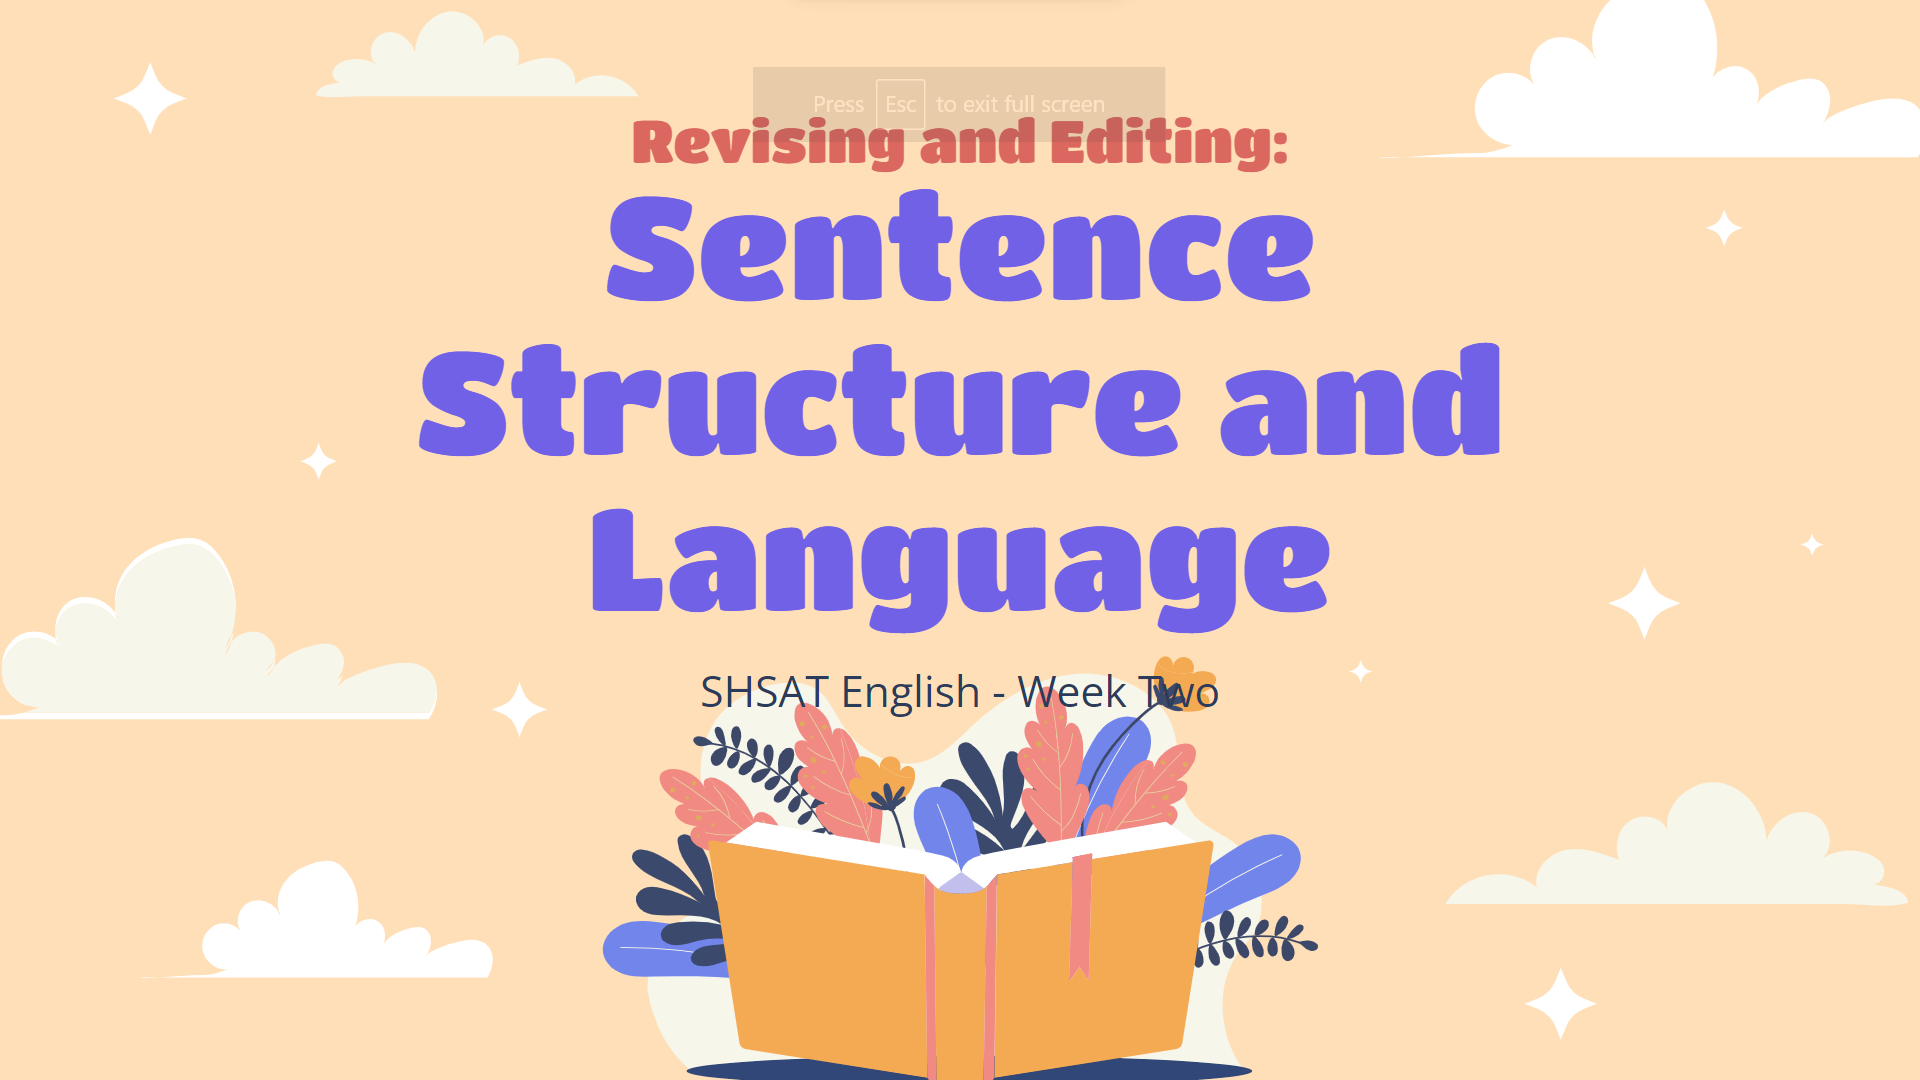 Press Esc to exit full screen
Revising and Editing:
Sentence
Structure and
Language
SHSAT English - Week Two